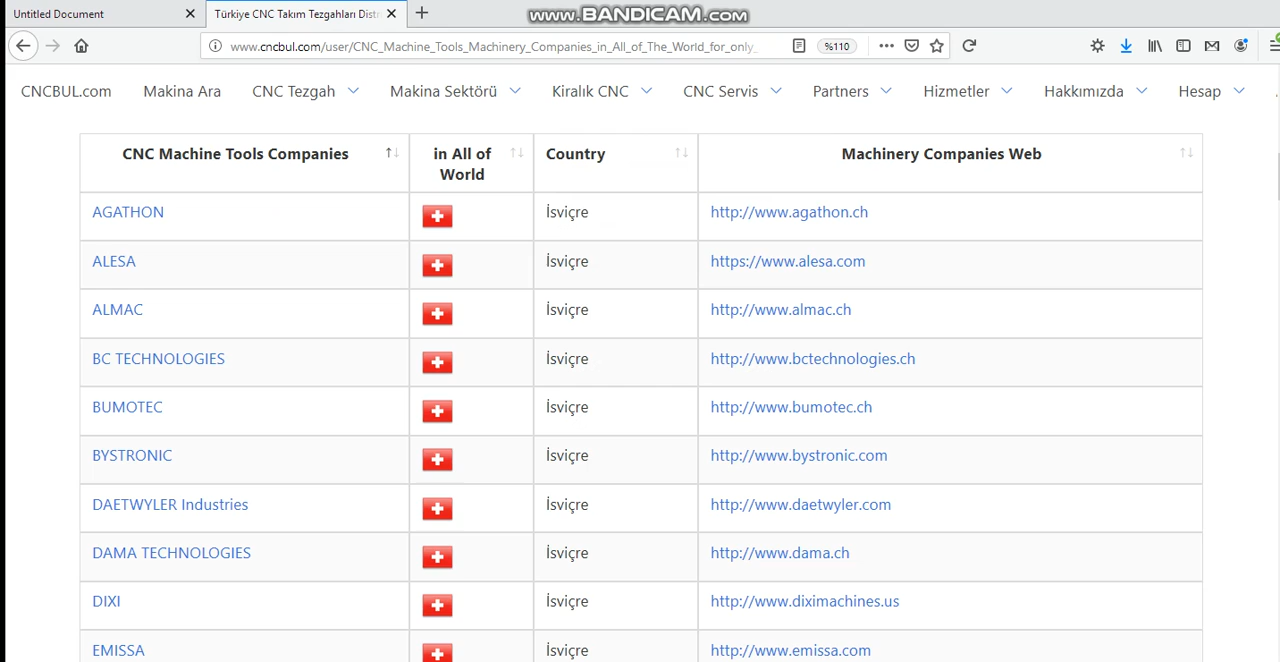 www.BANDICAM.com
Untitled Document
Türkiye CNC Takım Tezgahları Distri
www.cncbul.com/user/CNC_Machine_Tools_Machinery_Companies_in_All_of_The_World_for_only_
%110
CNCBUL.com Makina Ara CNC Tezgah Makina Sektörü Kiralık CNC CNC Servis Partners Hizmetler Hakkımızda Hesap
CNC Machine Tools Companies in All of World Country Machinery Companies Web
AGATHON İsviçre http://www.agathon.ch
ALESA İsviçre https://www.alesa.com
ALMAC İsviçre http://www.almac.ch
BC TECHNOLOGIES İsviçre http://www.bctechnologies.ch
BUMOTEC İsviçre http://www.bumotec.ch
BYSTRONIC İsviçre http://www.bystronic.com
DAETWYLER Industries İsviçre http://www.daetwyler.com
DAMA TECHNOLOGIES İsviçre http://www.dama.ch
DIXI İsviçre http://www.diximachines.us
EMISSA İsviçre http://www.emissa.com